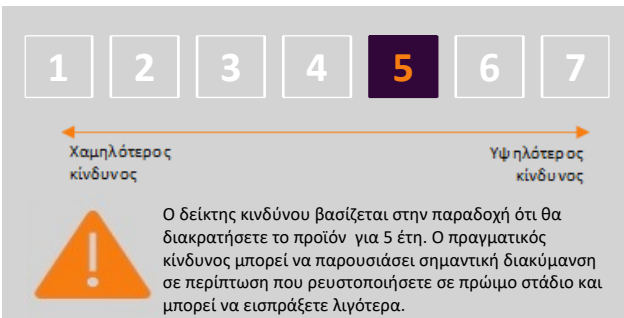 1 2 3 4 5 6 7
Χαμηλότερος Υψηλότερος
κίνδυνος κίνδυνος
Ο δείκτης κινδύνου βασίζεται στην παραδοχή ότι θα
διακρατήσετε το προϊόν για 5 έτη. Ο πραγματικός
κίνδυνος μπορεί να παρουσιάσει σημαντική διακύμανση
σε περίπτωση που ρευστοποιήσετε σε πρώιμο στάδιο και
μπορεί να εισπράξετε λιγότερα.